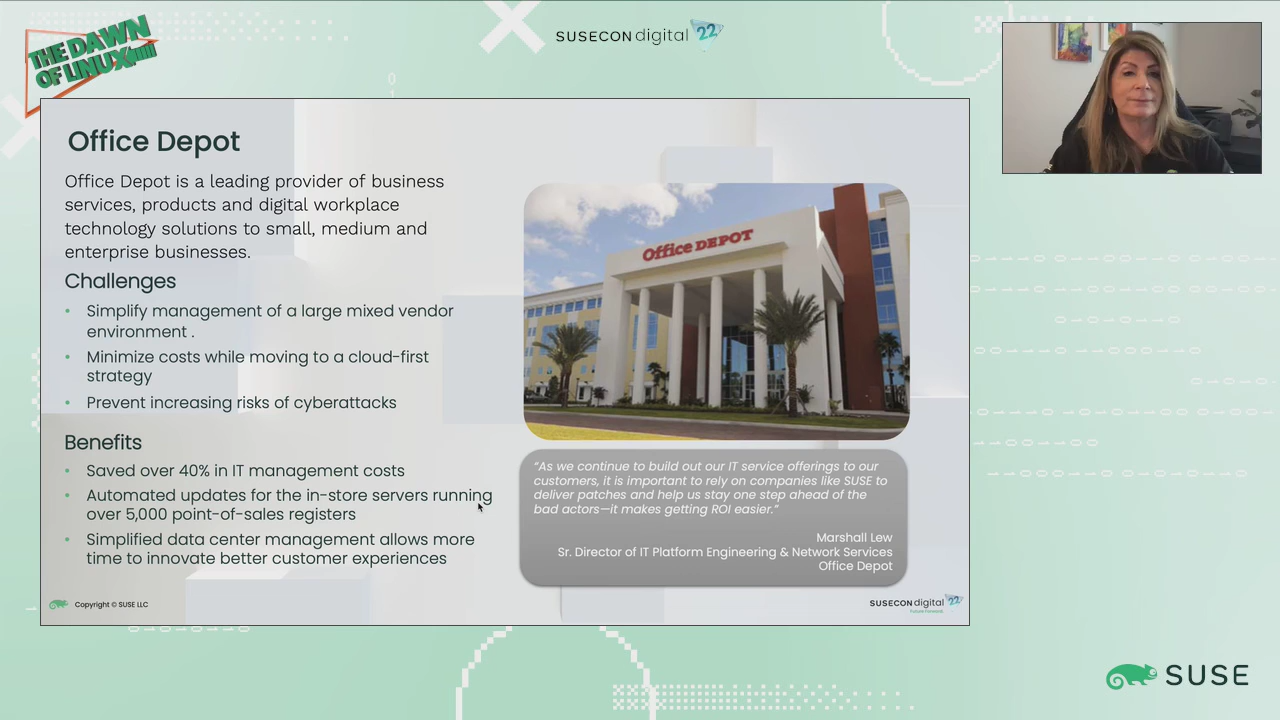 THE DAWN
OF LINUX
SUSECON digital 22
Office Depot
Office Depot is a leading provider of business
services, products and digital workplace
technology solutions to small, medium and
enterprise businesses.
Challenges
• Simplify management of a large mixed vendor
environment .
• Minimize costs while moving to a cloud-first
strategy
• Prevent increasing risks of cyberattacks
Benefits
• Saved over 40% in IT management costs
• Automated updates for the in-store servers running
over 5,000 point-of-sales registers
• Simplified data center management allows more
time to innovate better customer experiences
Office DEPOT
“As we continue to build out our IT service offerings to our
customers, it is important to rely on companies like SUSE to
deliver patches and help us stay one step ahead of the
bad actors—it makes getting ROI easier.”
Marshall Lew
Sr. Director of IT Platform Engineering & Network Services
Office Depot
Copyright © SUSE LLC
SUSECON digital 22
Future Forward.
SUSE